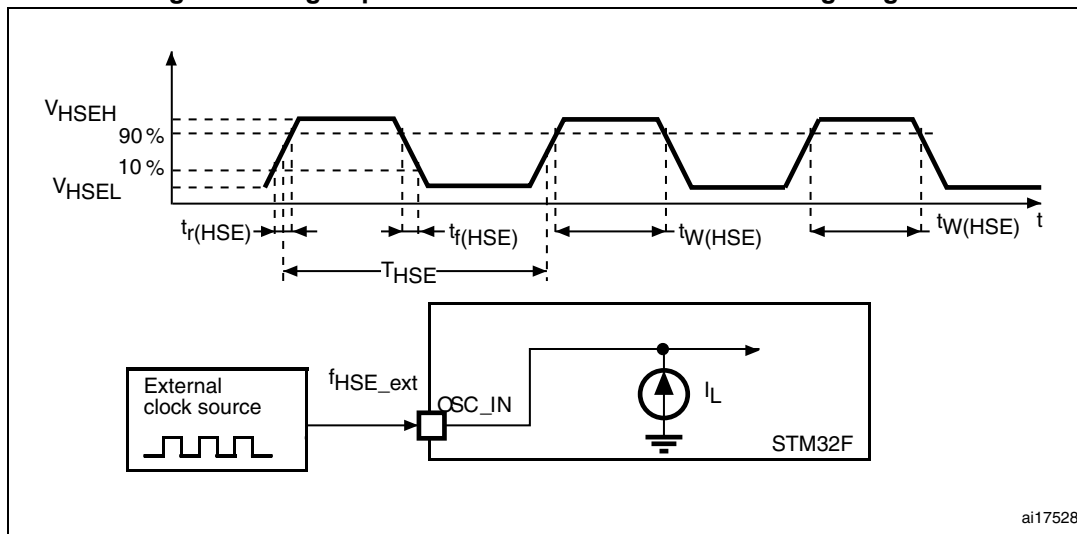 VHSEH
90 %
10 %
VHSEL
tr(HSE)
tf(HSE)
tW(HSE)
tW(HSE)
t
THSE
External
clock source
fHSE_ext
OSC_IN
IL
STM32F
ai17528